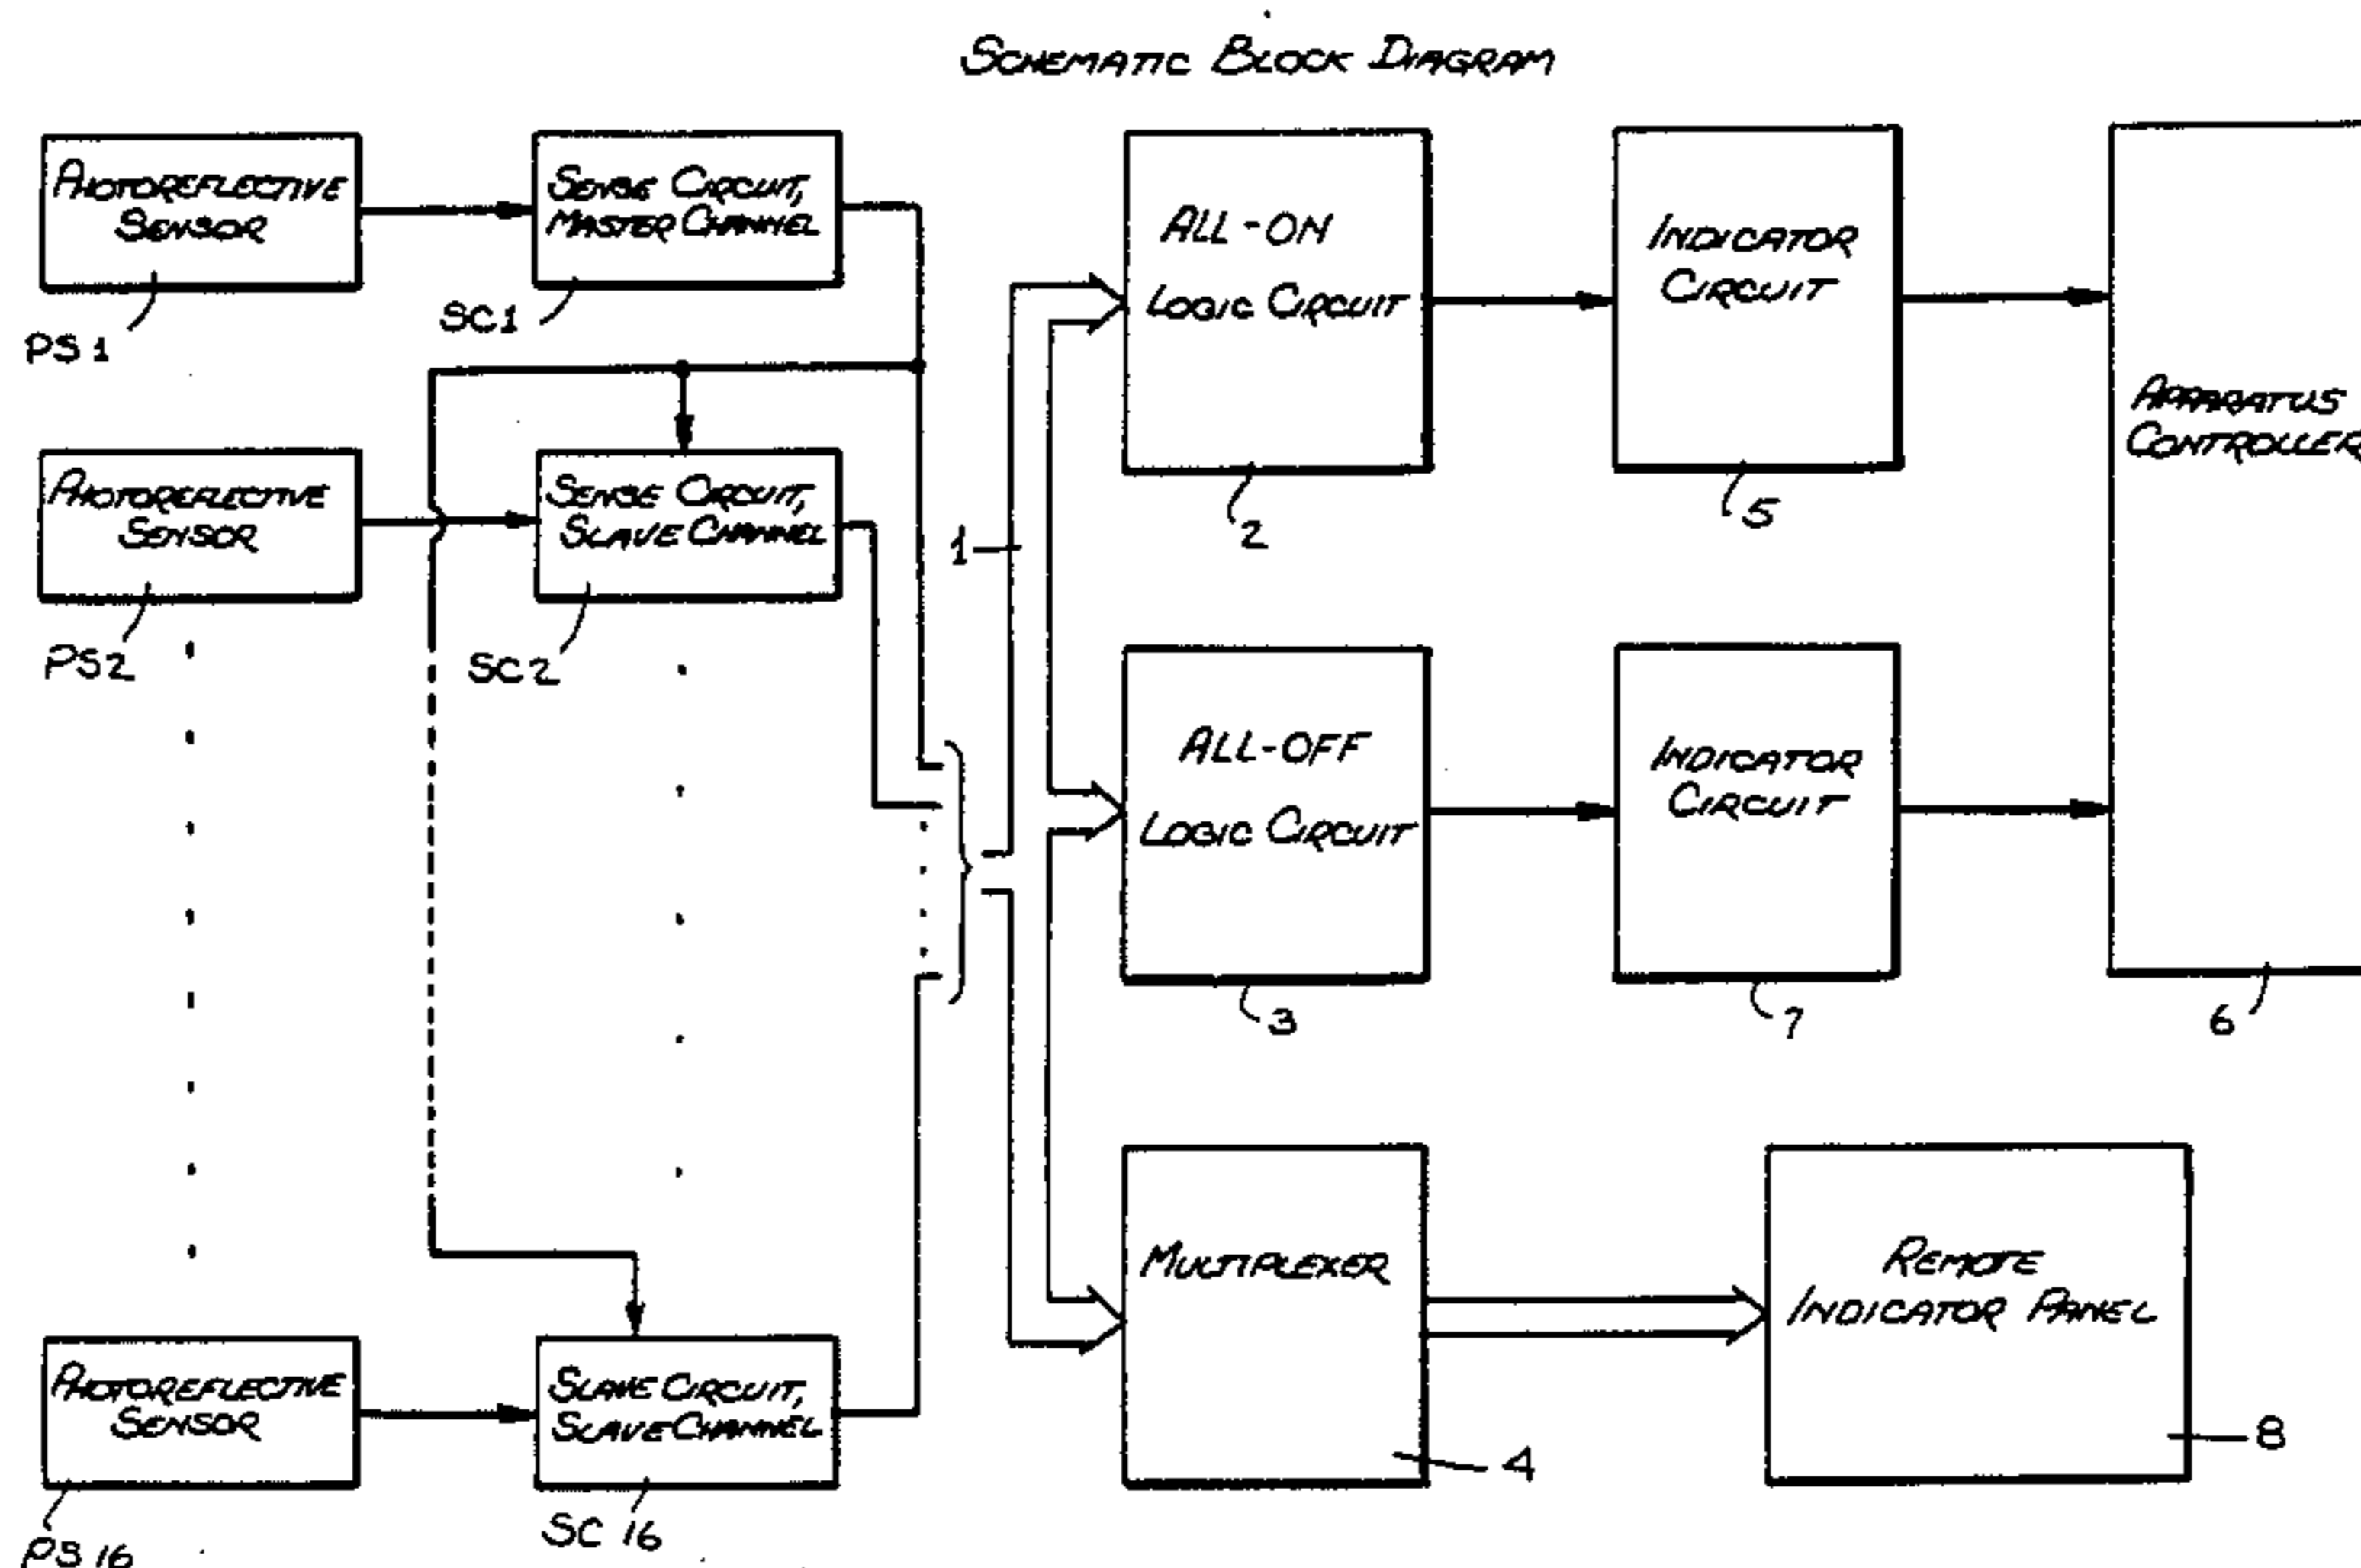 SCHEMATIC BLOCK DIAGRAM
PHOTOREFLECTIVE
SENSOR
PS1
SENSE CIRCUIT,
MASTER CHANNEL
SC1
ALL-ON
LOGIC CIRCUIT
2
INDICATOR
CIRCUIT
5
APPARATUS
CONTROLLER
6
PHOTOREFLECTIVE
SENSOR
PS2
SENSE CIRCUIT,
SLAVE CHANNEL
SC2
1
ALL-OFF
LOGIC CIRCUIT
3
INDICATOR
CIRCUIT
7
PHOTOREFLECTIVE
SENSOR
PS16
SLAVE CIRCUIT,
SLAVE CHANNEL
SC 16
MULTIPLEXER
4
REMOTE
INDICATOR PANEL
8